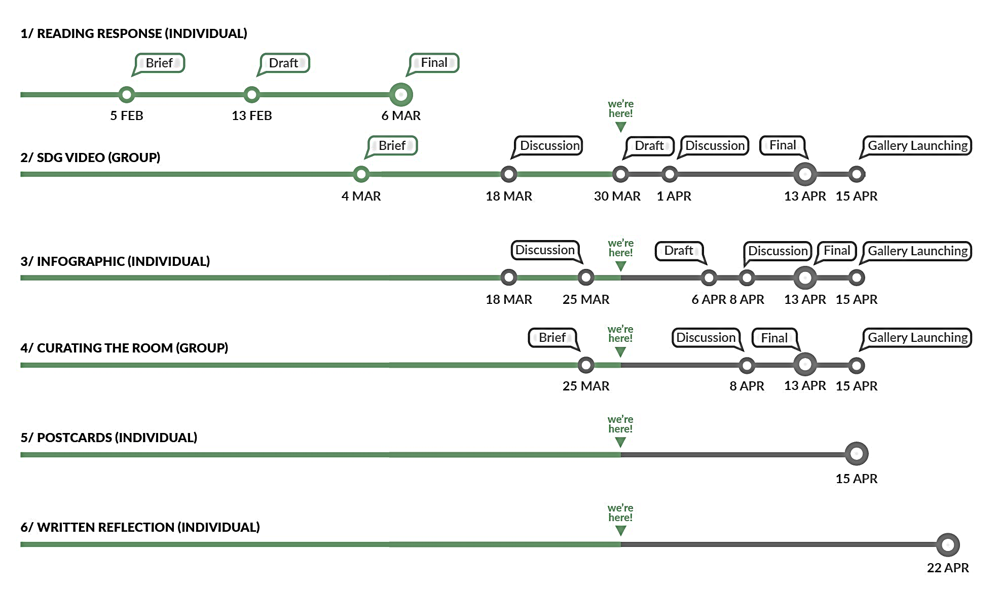 1/ READING RESPONSE (INDIVIDUAL)
Brief
Draft
Final
5 FEB
13 FEB
6 MAR
we're
here!
2/ SDG VIDEO (GROUP)
Brief
Discussion
Draft
Discussion
Final
Gallery Launching
4 MAR
18 MAR
30 MAR
1 APR
13 APR
15 APR
3/ INFOGRAPHIC (INDIVIDUAL)
Discussion
we're
here!
Draft
Discussion
Final
Gallery Launching
18 MAR
25 MAR
6 APR
8 APR
13 APR
15 APR
4/ CURATING THE ROOM (GROUP)
Brief
we're
here!
Discussion
Final
Gallery Launching
25 MAR
8 APR
13 APR
15 APR
5/ POSTCARDS (INDIVIDUAL)
we're
here!
15 APR
6/ WRITTEN REFLECTION (INDIVIDUAL)
we're
here!
22 APR